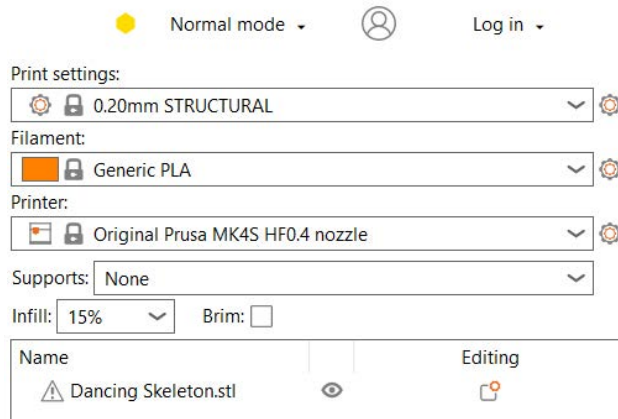 Normal mode Log in
Print settings:
0.20mm STRUCTURAL
Filament:
Generic PLA
Printer:
Original Prusa MK4S HF0.4 nozzle
Supports: None
Infill: 15% Brim:
Name Editing
Dancing Skeleton.stl